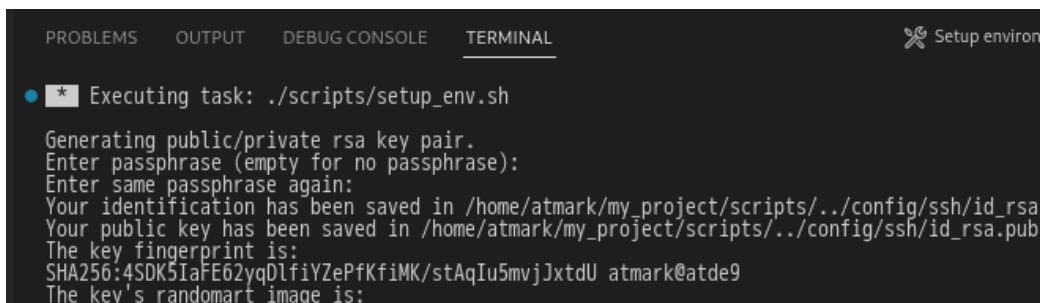 PROBLEMS OUTPUT DEBUG CONSOLE TERMINAL Setup environ
* Executing task: ./scripts/setup_env.sh
Generating public/private rsa key pair.
Enter passphrase (empty for no passphrase):
Enter same passphrase again:
Your identification has been saved in /home/atmark/my_project/scripts/../config/ssh/id_rsa
Your public key has been saved in /home/atmark/my_project/scripts/../config/ssh/id_rsa.pub
The key fingerprint is:
SHA256:4SDK5IaFE62yqDlfiYZePfKfiMK/stAqIu5mvjJxtdU atmark@atde9
The key's randomart image is: